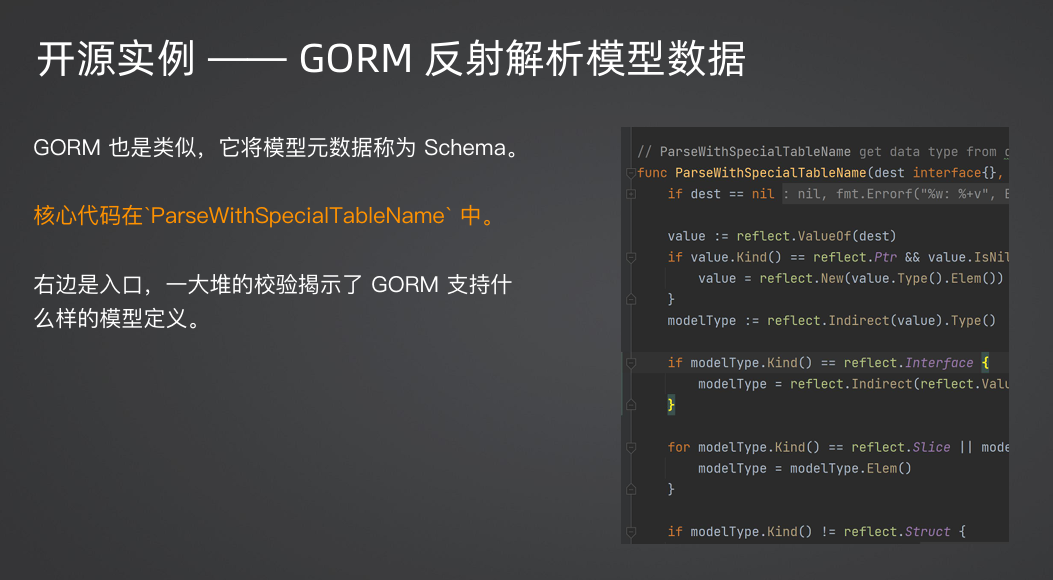 开源实例 —— GORM 反射解析模型数据
GORM 也是类似，它将模型元数据称为 Schema。
核心代码在`ParseWithSpecialTableName` 中。
右边是入口，一大堆的校验揭示了 GORM 支持什
么样的模型定义。
// ParseWithSpecialTableName get data type from g
func ParseWithSpecialTableName(dest interface{},
if dest == nil : nil, fmt.Errorf("%w: %+v", E
value := reflect.ValueOf(dest)
if value.Kind() == reflect.Ptr && value.IsNil
value = reflect.New(value.Type().Elem())
}
modelType := reflect.Indirect(value).Type()
if modelType.Kind() == reflect.Interface {
modelType = reflect.Indirect(reflect.Valu
}
for modelType.Kind() == reflect.Slice || mode
modelType = modelType.Elem()
}
if modelType.Kind() != reflect.Struct {